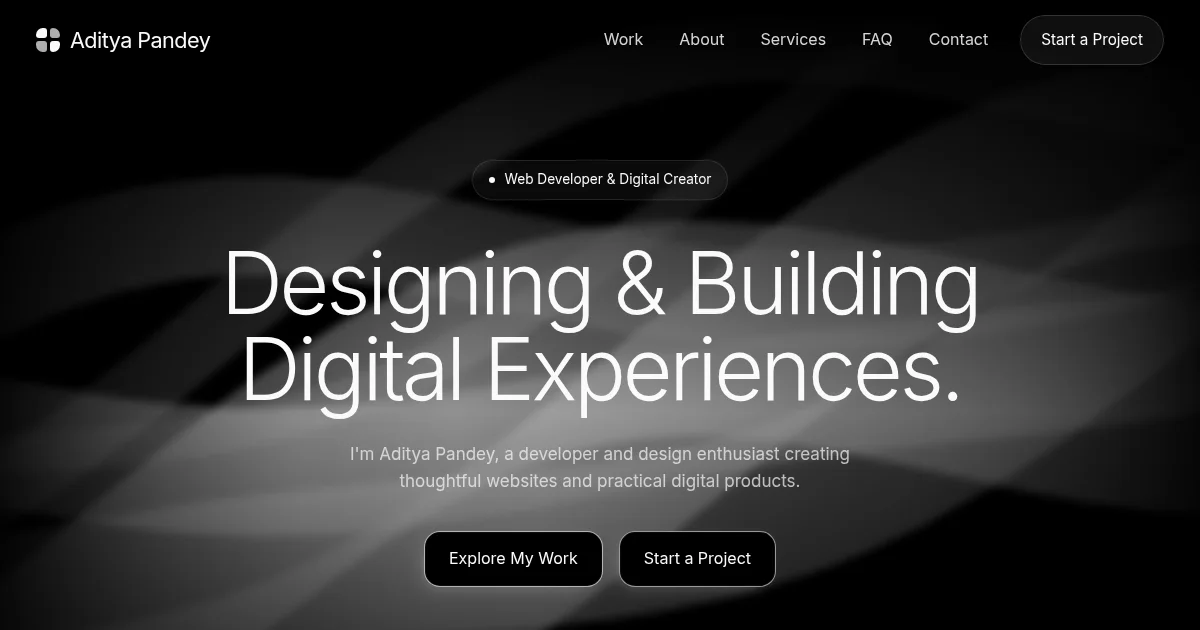 Aditya Pandey
Work
About
Services
FAQ
Contact
Start a Project
Web Developer & Digital Creator
Designing & Building
Digital Experiences.
I'm Aditya Pandey, a developer and design enthusiast creating
thoughtful websites and practical digital products.
Explore My Work
Start a Project